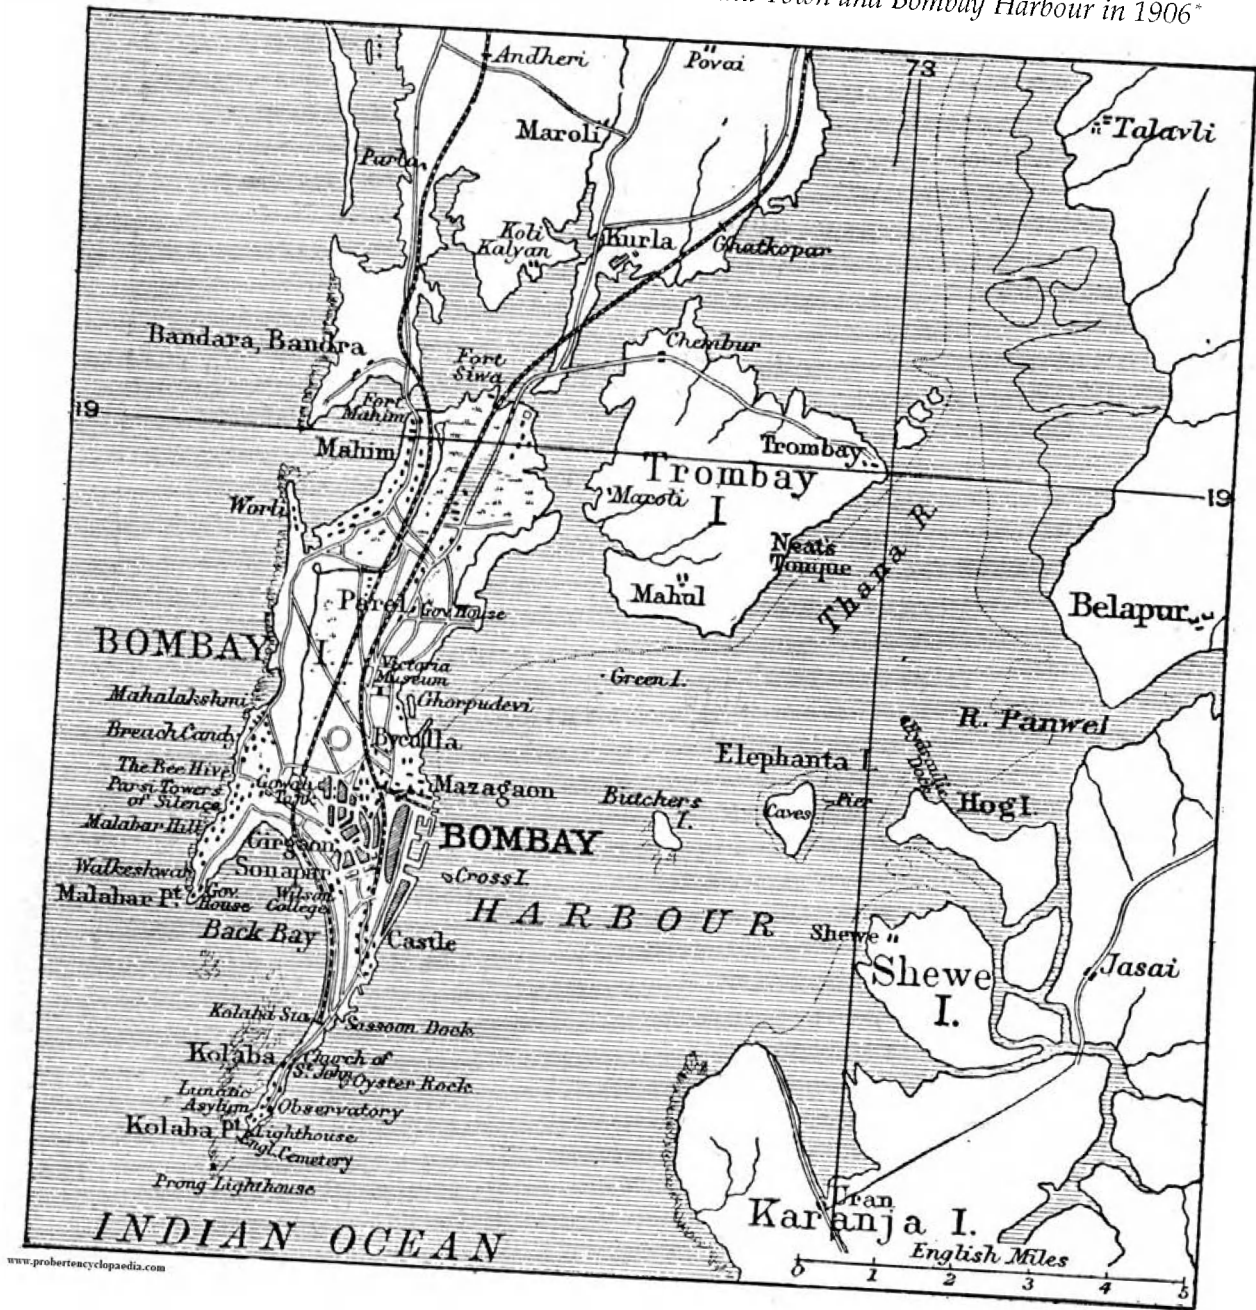 Town and Bombay Harbour in 1906*
73
Andheri
Povai
Talavli
Maroli
Parla
Koli
Kalyan
Kurla
Ghatkopar
Bandara, Bandra
Fort
Siwa
Chembur
19
Fort
Mahim
Mahim
Trombay
Trombay
I
19
Maroti
Worli
Neat's
Tongue
Thana R.
Mahul
Parel
Gov. House
Belapur
BOMBAY
I
Victoria
Museum
Green I.
Mahalakshmi
Ghorpudevi
R. Panwel
Breach Candy
Byculla
Elephanta I.
Hydraulic
Dock
The Bee Hive
Parsi Towers
of Silence
Gowalia
Tank
Mazagaon
Butchers
I.
Caves
Pier
Hog I.
Malabar Hill
Girgaon
BOMBAY
Walkeshwar
Sonapur
Cross I.
Malabar Pt.
Gov.
House
Wilson
College
HARBOUR
Back Bay
Castle
Shewe
Shewe
I.
Jasai
Kolaba Sta.
Sassoon Dock
Kolaba
Church of
St. John
Oyster Rock
Lunatic
Asylum
Observatory
Kolaba Pt.
Lighthouse
Engl. Cemetery
Prong Lighthouse
Uran
Karanja I.
INDIAN OCEAN
English Miles
0 1 2 3 4 5
www.probertencyclopaedia.com